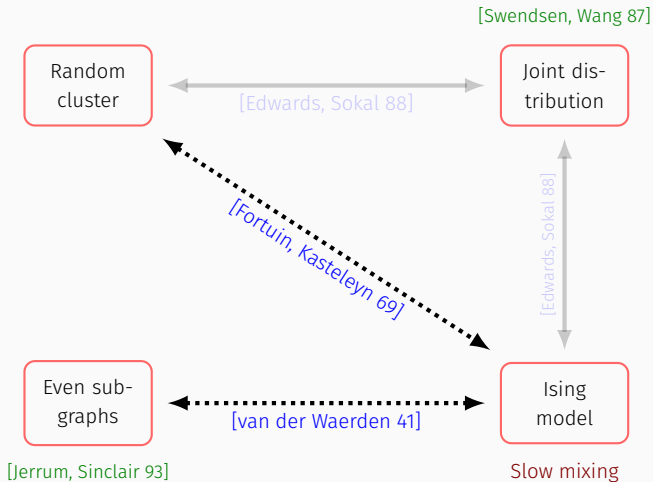 [Swendsen, Wang 87]
Random
cluster
Joint dis-
tribution
[Edwards, Sokal 88]
[Edwards, Sokal 88]
[Fortuin, Kasteleyn 69]
Even sub-
graphs
Ising
model
[van der Waerden 41]
[Jerrum, Sinclair 93]
Slow mixing